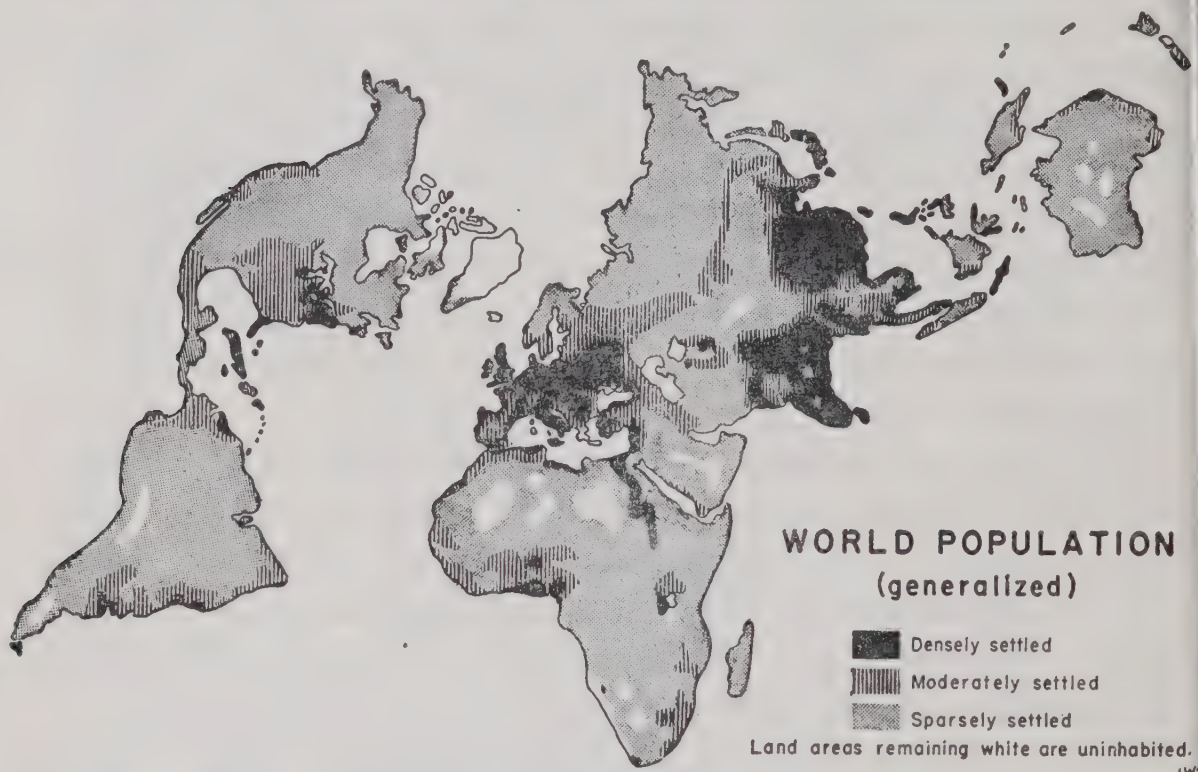 WORLD POPULATION
(generalized)
Densely settled
Moderately settled
Sparsely settled
Land areas remaining white are uninhabited.